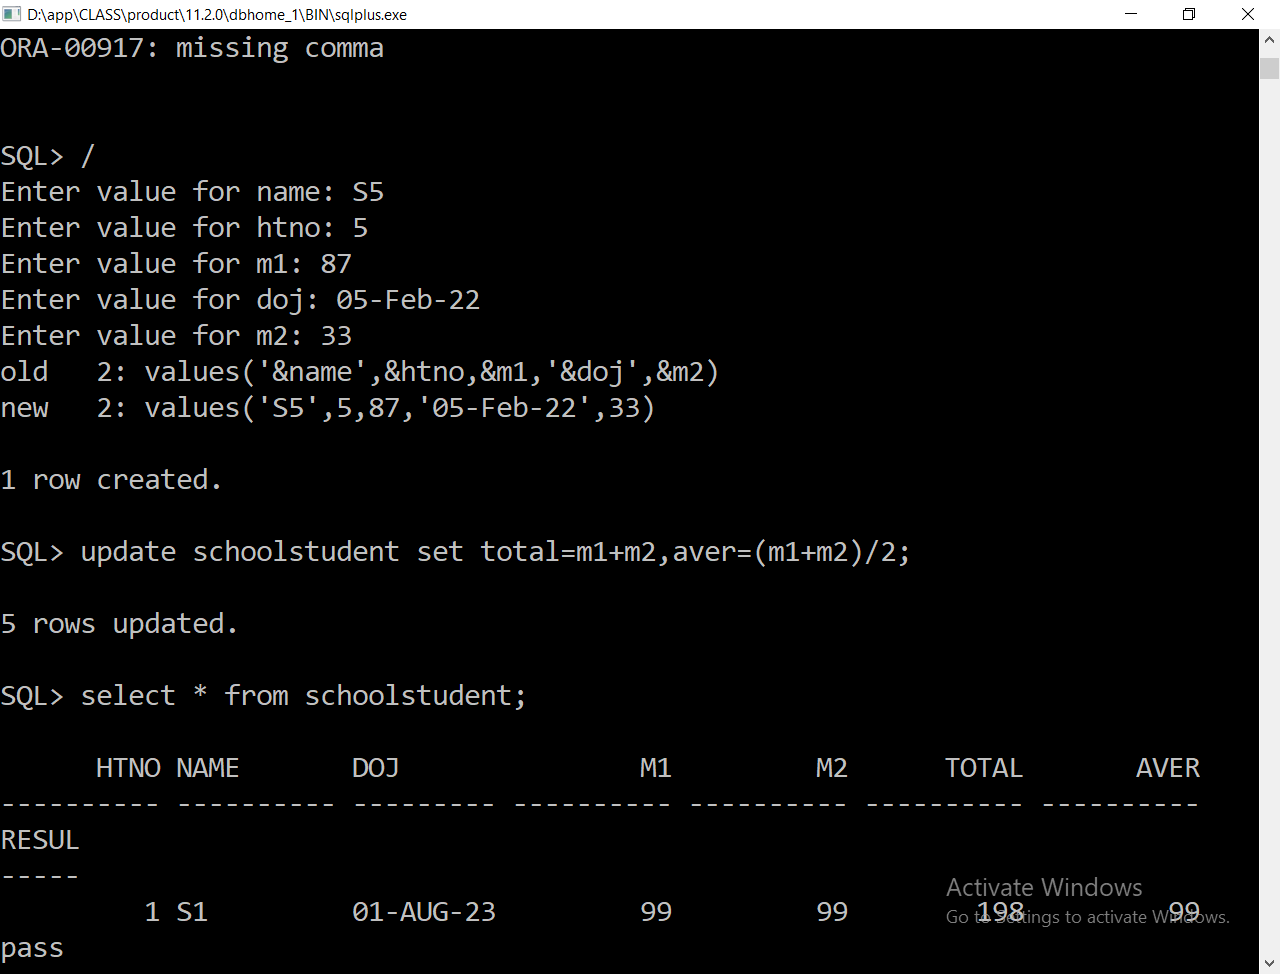 D:\app\CLASS\product\11.2.0\dbhome_1\BIN\sqlplus.exe
ORA-00917: missing comma
SQL> /
Enter value for name: S5
Enter value for htno: 5
Enter value for m1: 87
Enter value for doj: 05-Feb-22
Enter value for m2: 33
old   2: values('&name',&htno,&m1,'&doj',&m2)
new   2: values('S5',5,87,'05-Feb-22',33)
1 row created.
SQL> update schoolstudent set total=m1+m2,aver=(m1+m2)/2;
5 rows updated.
SQL> select * from schoolstudent;
HTNO NAME       DOJ               M1         M2      TOTAL       AVER
---------- ---------- --------- ---------- ---------- ---------- ----------
RESUL
-----
1 S1         01-AUG-23         99         99        198         99
pass
Activate Windows
Go to Settings to activate Windows.